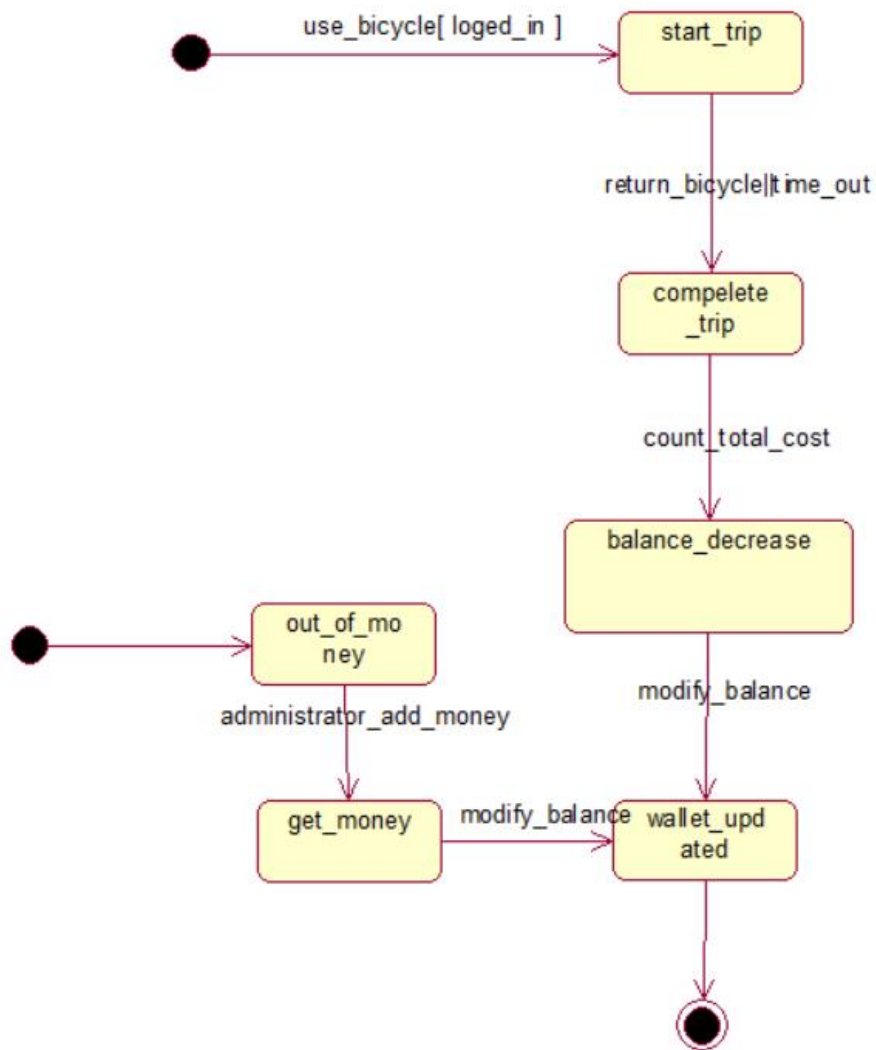 use_bicycle[ loged_in ]
start_trip
return_bicycle||time_out
compelete
_trip
count_total_cost
balance_decrease
out_of_mo
ney
modify_balance
administrator_add_money
get_money
modify_balance
wallet_upd
ated